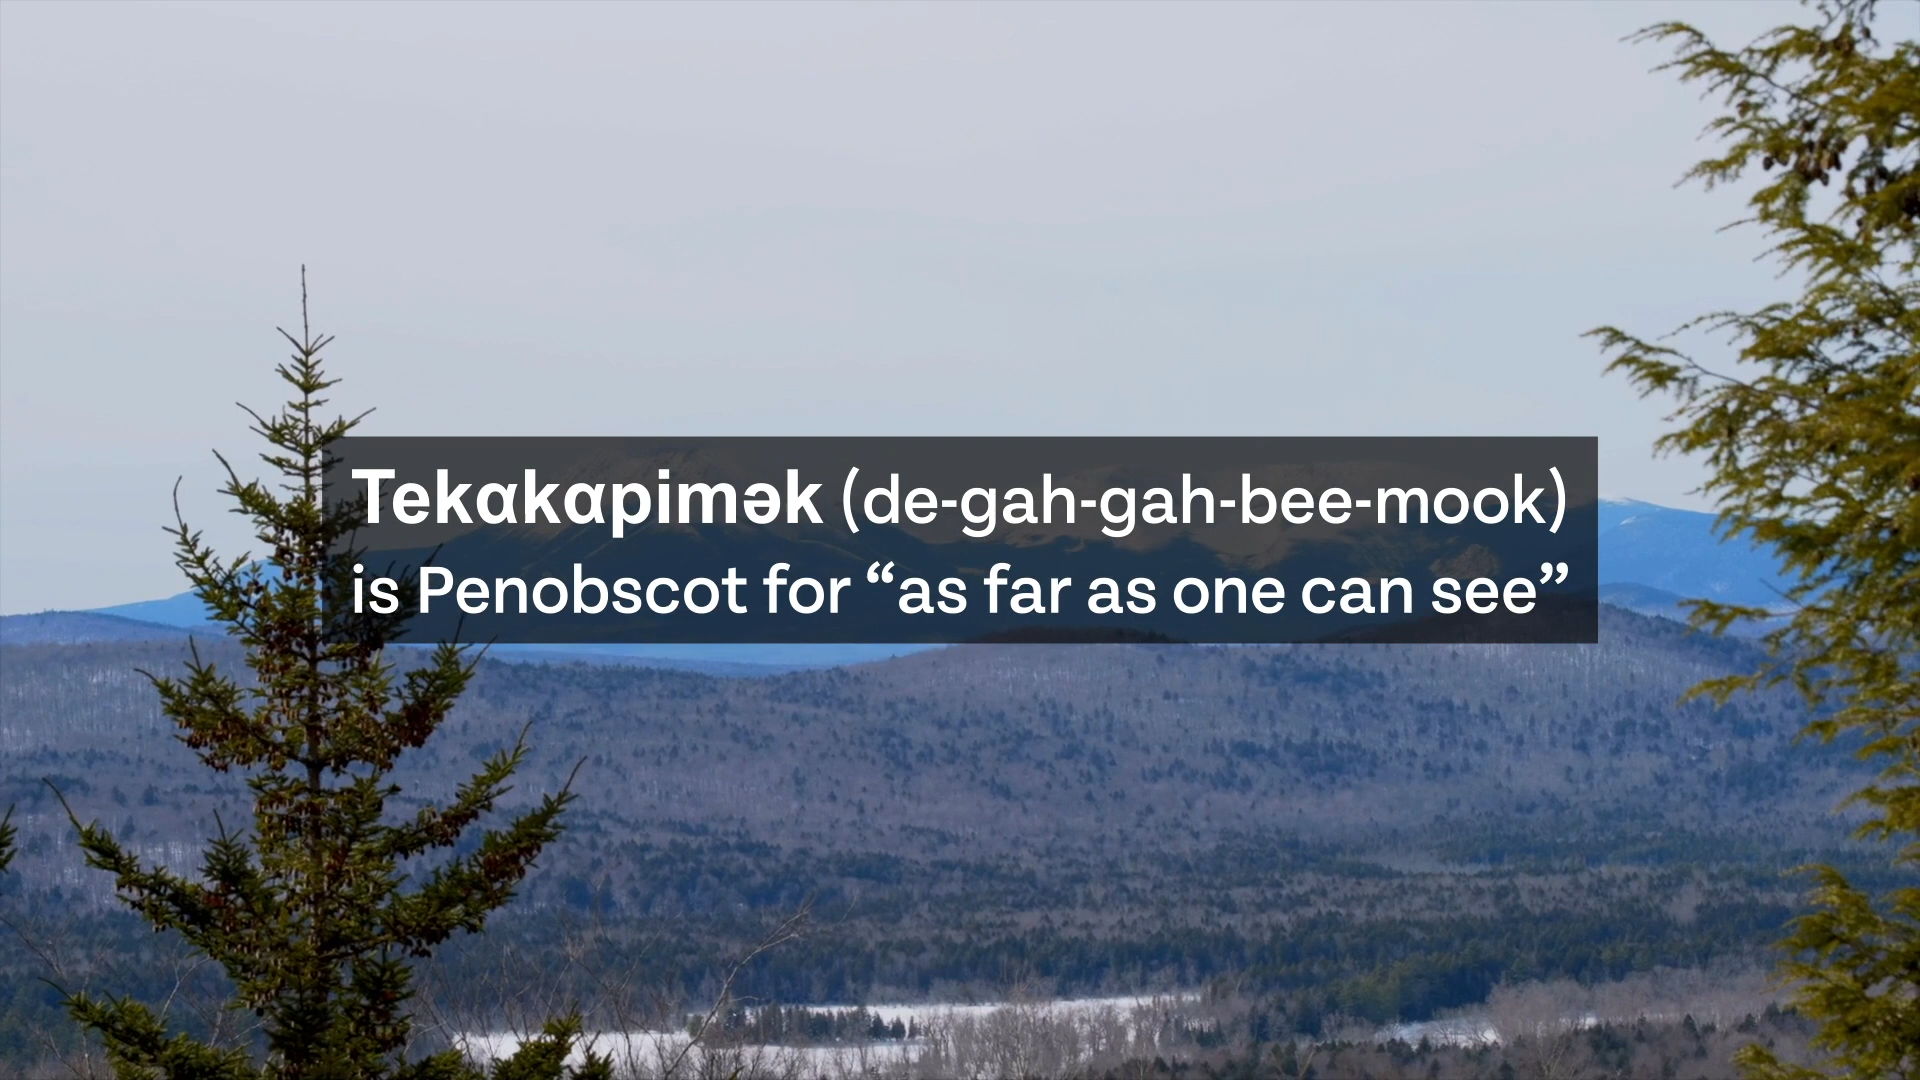 Tekαkαpimək (de-gah-gah-bee-mook)
is Penobscot for “as far as one can see”